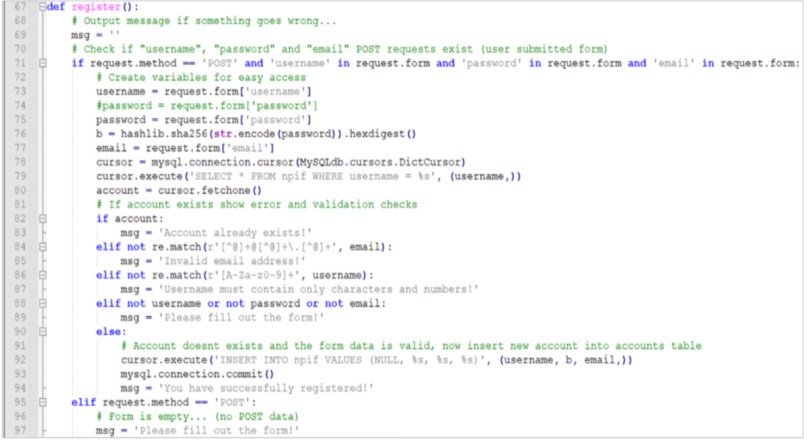 67 def register():
68     # Output message if something goes wrong...
69     msg = ''
70     # Check if "username", "password" and "email" POST requests exist (user submitted form)
71     if request.method == 'POST' and 'username' in request.form and 'password' in request.form and 'email' in request.form:
72         # Create variables for easy access
73         username = request.form['username']
74         #password = request.form['password']
75         password = request.form['password']
76         b = hashlib.sha256(str.encode(password)).hexdigest()
77         email = request.form['email']
78         cursor = mysql.connection.cursor(MySQLdb.cursors.DictCursor)
79         cursor.execute('SELECT * FROM npif WHERE username = %s', (username,))
80         account = cursor.fetchone()
81         # If account exists show error and validation checks
82         if account:
83             msg = 'Account already exists!'
84         elif not re.match(r'[^@]+@[^@]+\.[^@]+', email):
85             msg = 'Invalid email address!'
86         elif not re.match(r'[A-Za-z0-9]+', username):
87             msg = 'Username must contain only characters and numbers!'
88         elif not username or not password or not email:
89             msg = 'Please fill out the form!'
90         else:
91             # Account doesnt exists and the form data is valid, now insert new account into accounts table
92             cursor.execute('INSERT INTO npif VALUES (NULL, %s, %s, %s)', (username, b, email,))
93             mysql.connection.commit()
94             msg = 'You have successfully registered!'
95     elif request.method == 'POST':
96         # Form is empty... (no POST data)
97         msg = 'Please fill out the form!'